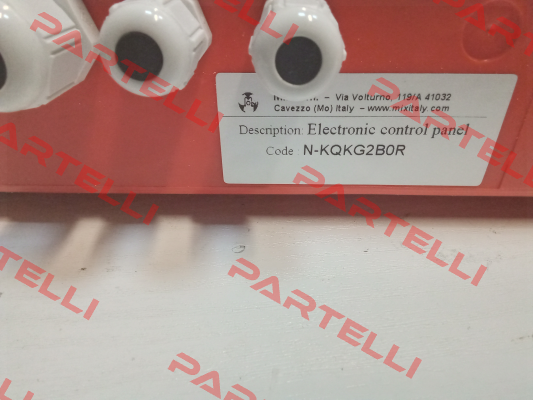 – Via Volturno, 119/A 41032
Cavezzo (Mo) Italy – www.mixitaly.com
Description: Electronic control panel
Code N-KQKG2B0R
PARTELLI
PARTELLI
PARTELLI
PARTELLI
PARTELLI
PARTELLI